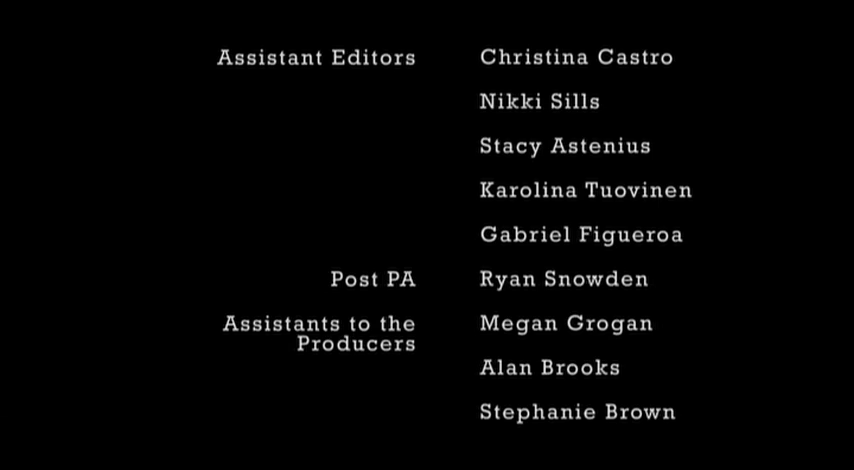 Assistant Editors Christina Castro
Nikki Sills
Stacy Astenius
Karolina Tuovinen
Gabriel Figueroa
Post PA Ryan Snowden
Assistants to the Megan Grogan
Producers
Alan Brooks
Stephanie Brown